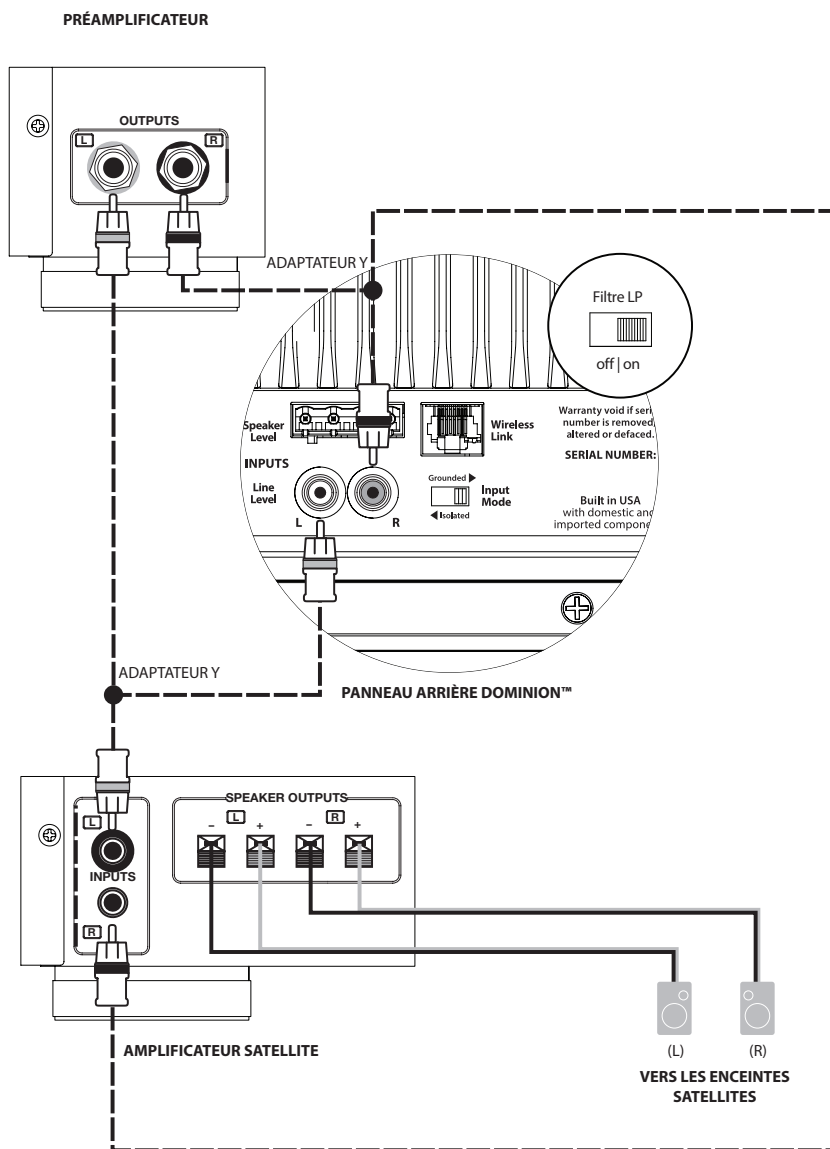 PRÉAMPLIFICATEUR
OUTPUTS
L
R
ADAPTATEUR Y
Filtre LP
off | on
Speaker
Level
Wireless
Link
Warranty void if seri
number is removed,
altered or defaced.
SERIAL NUMBER:
INPUTS
Line
Level
L
R
Grounded
Isolated
Input
Mode
Built in USA
with domestic and
imported compone
ADAPTATEUR Y
PANNEAU ARRIÈRE DOMINION™
SPEAKER OUTPUTS
– L + – R +
L
INPUTS
R
AMPLIFICATEUR SATELLITE
(L)
(R)
VERS LES ENCEINTES
SATELLITES